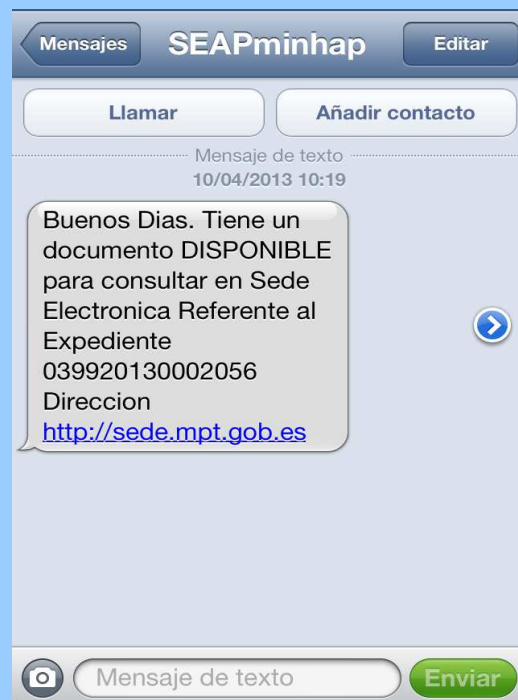 Mensajes SEAPminhap Editar
Llamar Añadir contacto
Mensaje de texto
10/04/2013 10:19
Buenos Dias. Tiene un
documento DISPONIBLE
para consultar en Sede
Electronica Referente al
Expediente
039920130002056
Direccion
http://sede.mpt.gob.es
Mensaje de texto Enviar